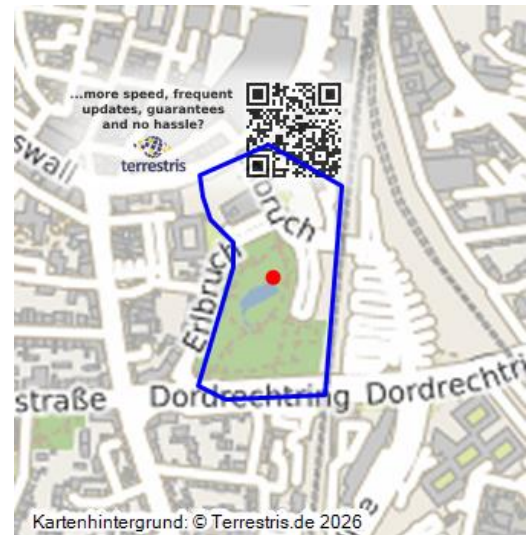 ...more speed, frequent
updates, guarantees
and no hassle?
terrestris
swall
bruch
Erlbruch
straße
Dordrechtring
Dordrechtri
Kartenhintergrund: © Terrestris.de 2026